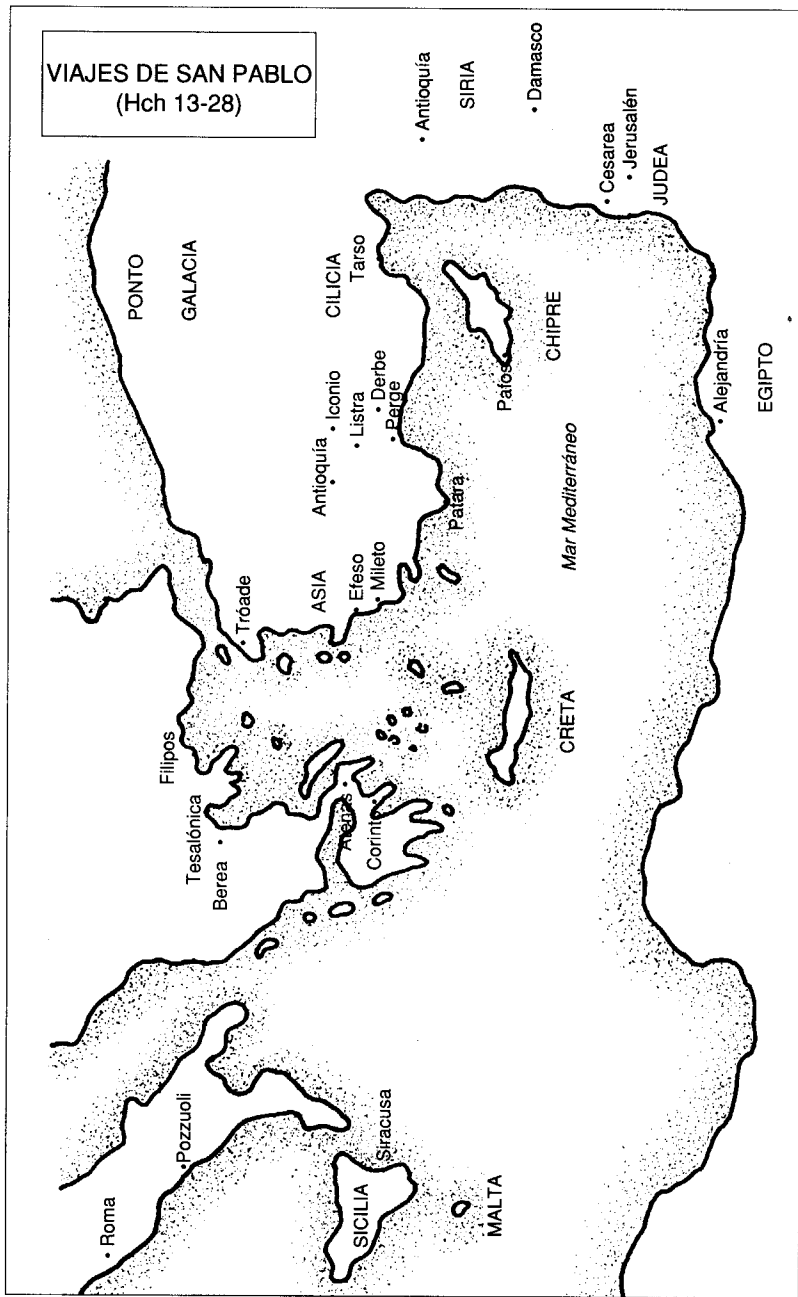 VIAJES DE SAN PABLO
(Hch 13-28)
Roma
Pozzuoli
SICILIA
Siracusa
MALTA
Tesalónica
Berea
Filipos
Atenas
Corinto
CRETA
Tróade
ASIA
Efeso
Mileto
Patara
Antioquía
Iconio
Listra
Derbe
Perge
PONTO
GALACIA
CILICIA
Tarso
Pafos
CHIPRE
Mar Mediterráneo
Antioquía
SIRIA
Damasco
Cesarea
Jerusalén
JUDEA
Alejandría
EGIPTO